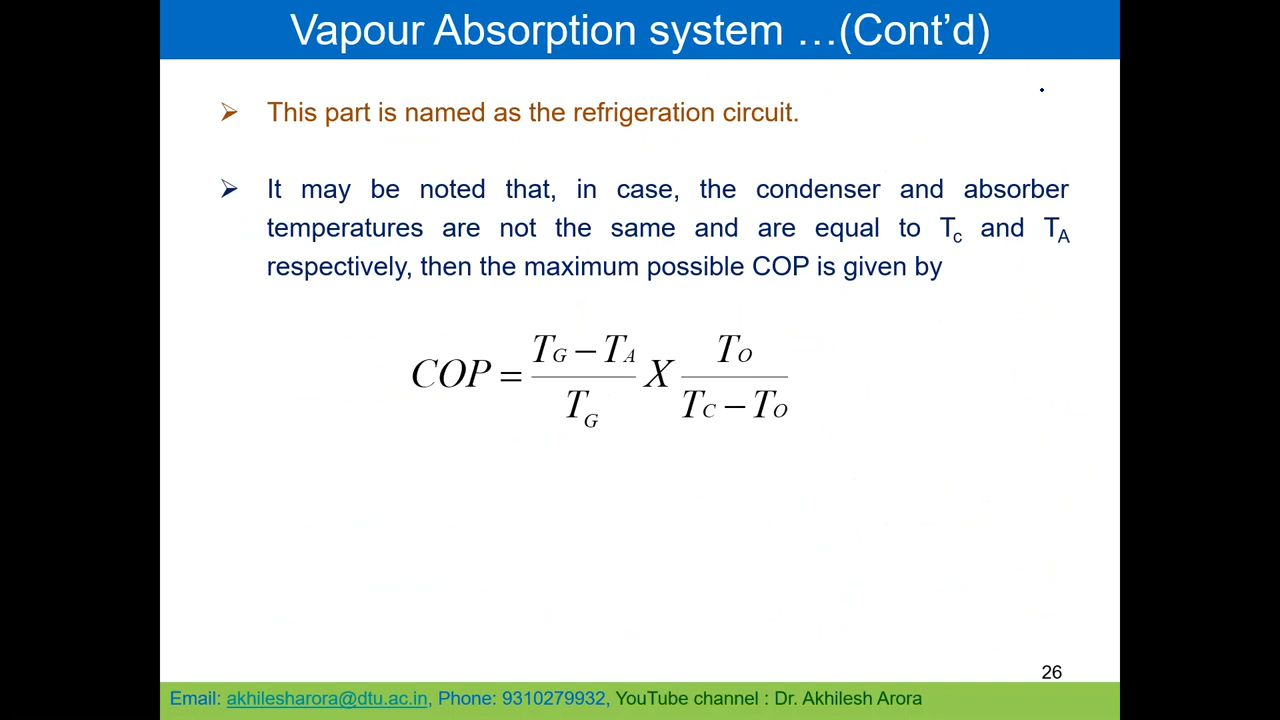 Vapour Absorption system …(Cont’d)
➢ This part is named as the refrigeration circuit.
➢ It may be noted that, in case, the condenser and absorber
temperatures are not the same and are equal to Tc and TA
respectively, then the maximum possible COP is given by
COP = (TG − TA) / TG X TO / (TC − TO)
26
Email: akhilesharora@dtu.ac.in, Phone: 9310279932, YouTube channel : Dr. Akhilesh Arora